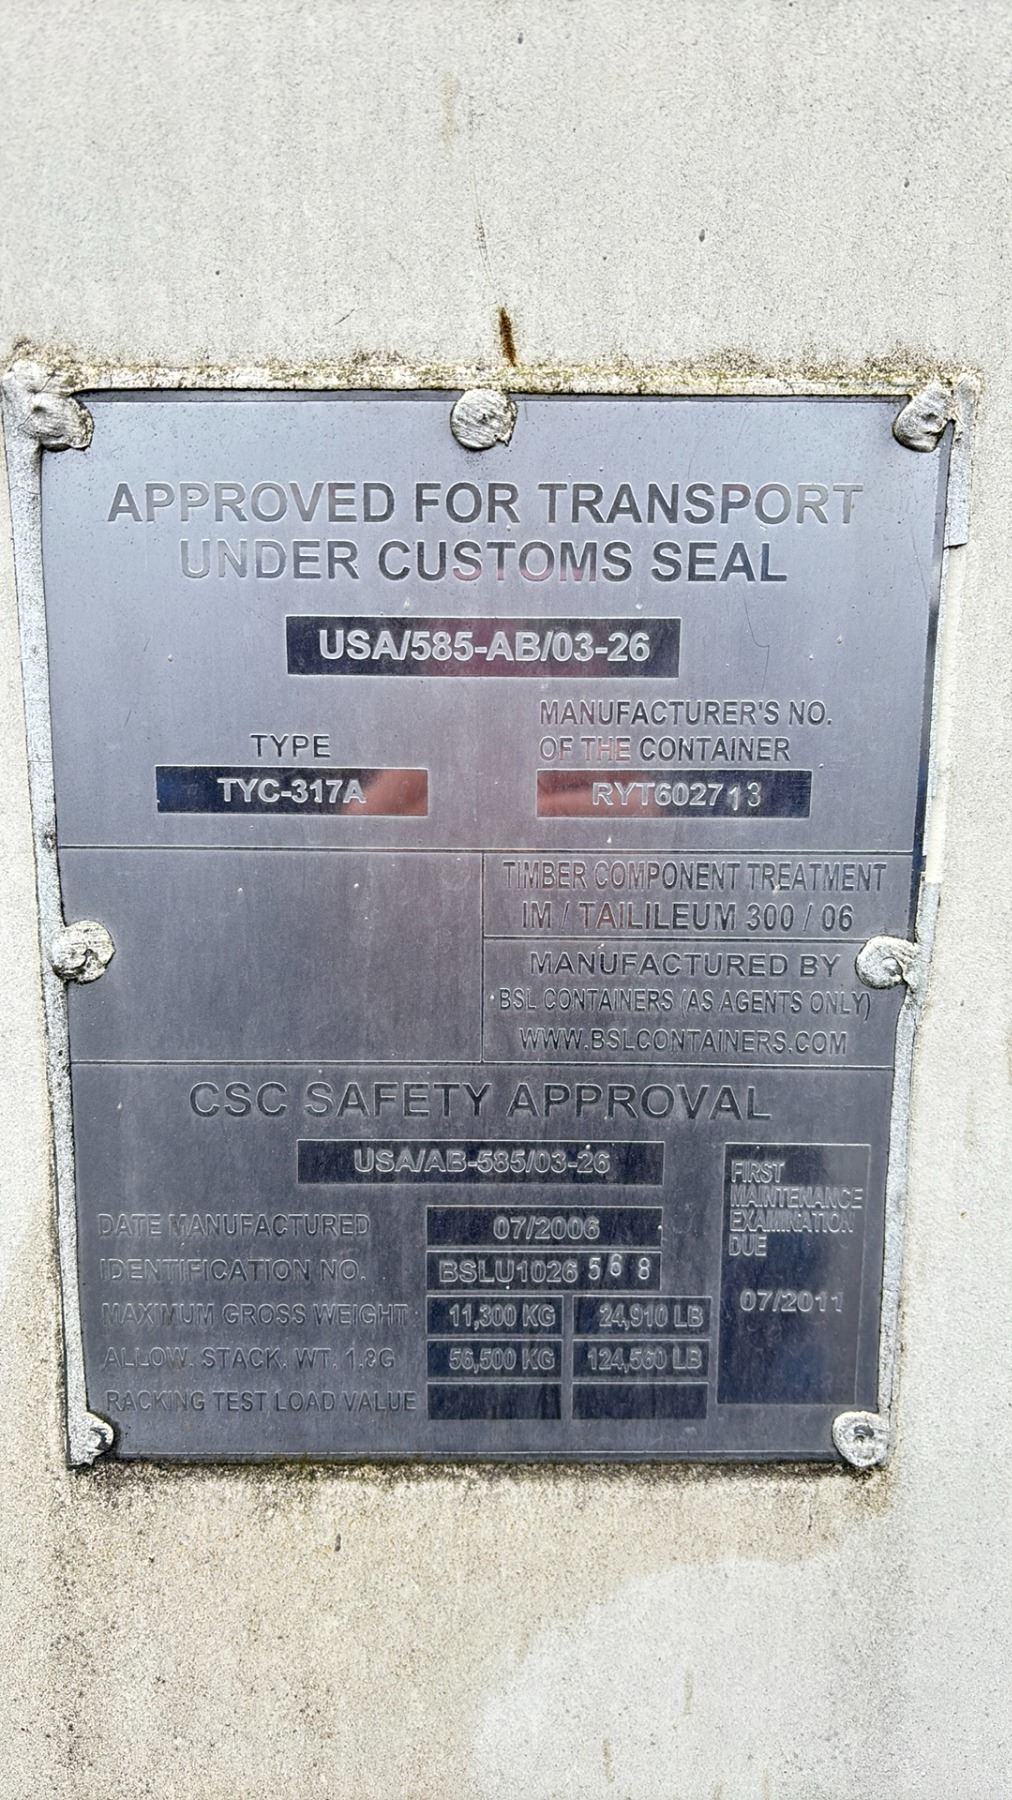 APPROVED FOR TRANSPORT
UNDER CUSTOMS SEAL
USA/585-AB/03-26
TYPE
TYC-317A
MANUFACTURER'S NO.
OF THE CONTAINER
RYT602713
TIMBER COMPONENT TREATMENT
IM / TAILILEUM 300 / 06
MANUFACTURED BY
BSL CONTAINERS (AS AGENTS ONLY)
WWW.BSLCONTAINERS.COM
CSC SAFETY APPROVAL
USA/AB-585/03-26
DATE MANUFACTURED 07/2006
IDENTIFICATION NO. BSLU1026568
MAXIMUM GROSS WEIGHT 11,300 KG 24,910 LB
ALLOW. STACK. WT. 1.8G 56,500 KG 124,560 LB
RACKING TEST LOAD VALUE
FIRST
MAINTENANCE
EXAMINATION
DUE
07/2011